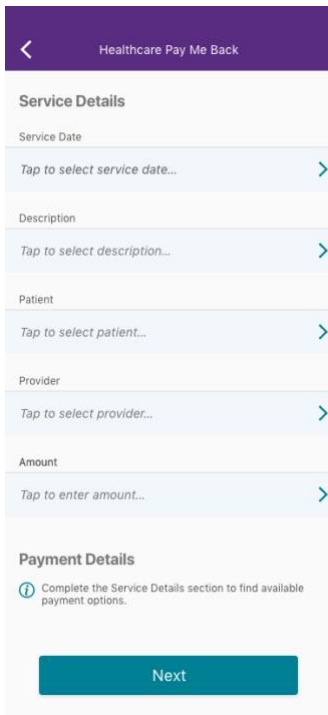 Healthcare Pay Me Back
Service Details
Service Date
Tap to select service date...
Description
Tap to select description...
Patient
Tap to select patient...
Provider
Tap to select provider...
Amount
Tap to enter amount...
Payment Details
Complete the Service Details section to find available
payment options.
Next